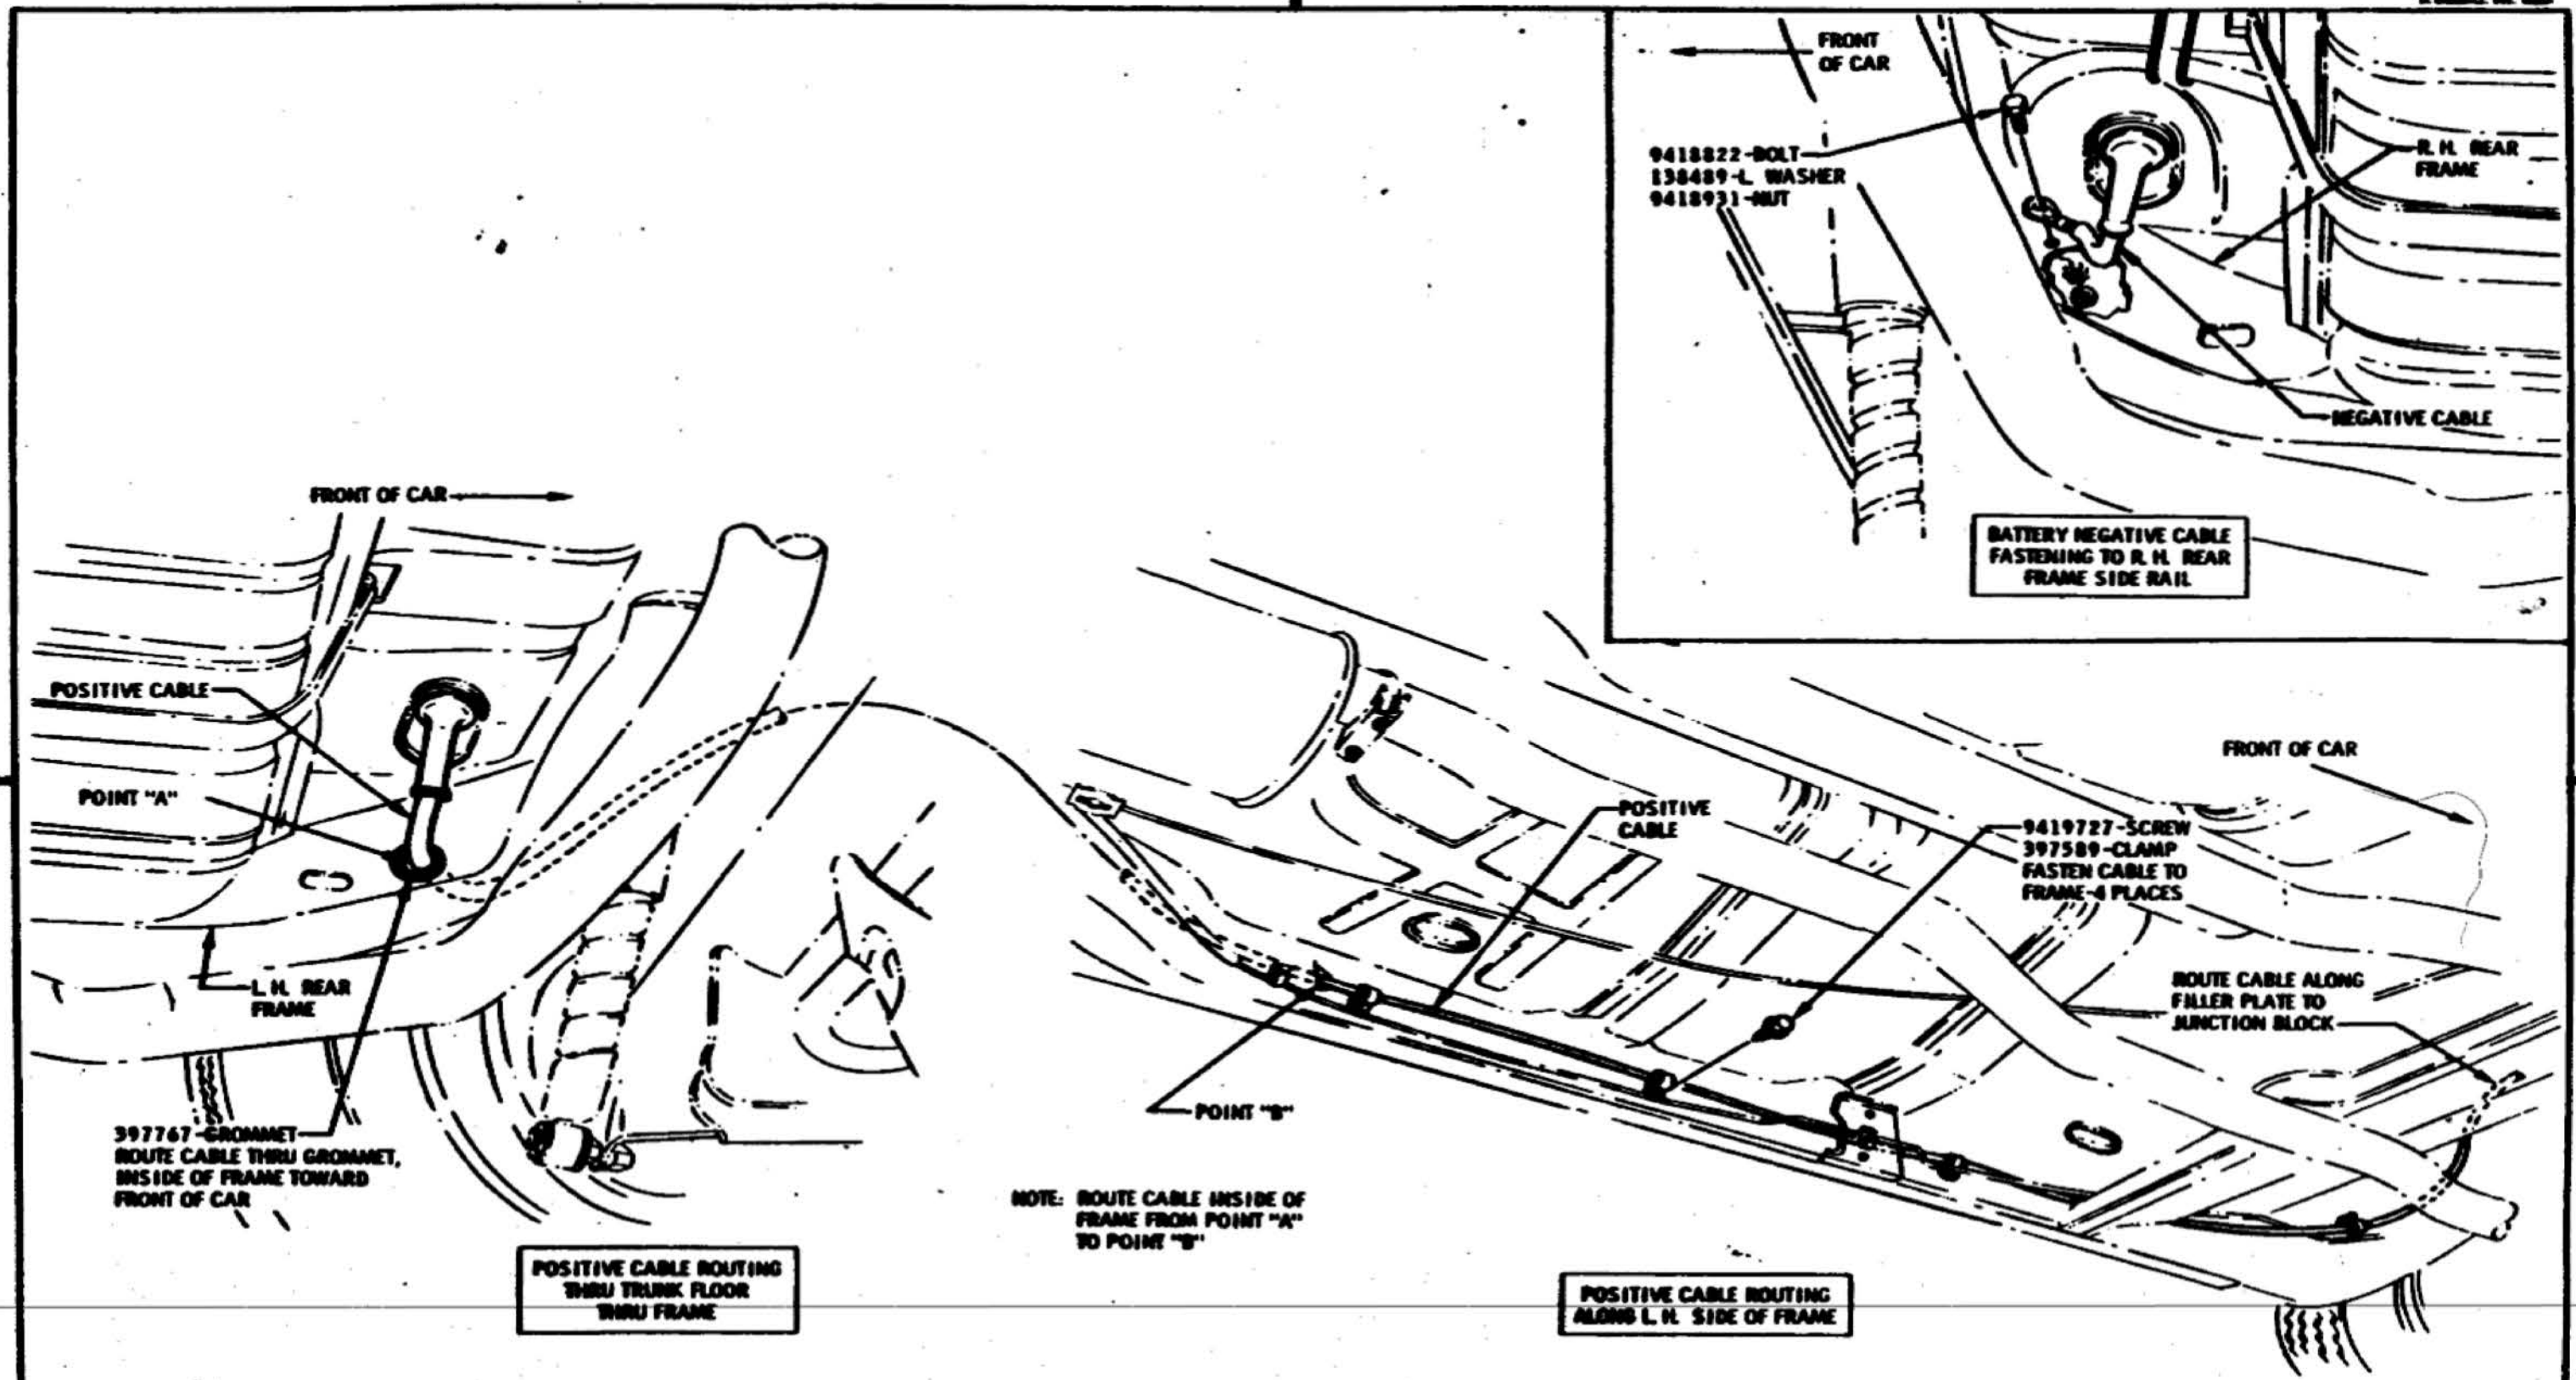 FRONT
OF CAR
9418822-BOLT
138489-L. WASHER
9418931-NUT
R. H. REAR
FRAME
NEGATIVE CABLE
BATTERY NEGATIVE CABLE
FASTENING TO R. H. REAR
FRAME SIDE RAIL
FRONT OF CAR
POSITIVE CABLE
POINT "A"
L. H. REAR
FRAME
397767-GROMMET
ROUTE CABLE THRU GROMMET,
INSIDE OF FRAME TOWARD
FRONT OF CAR
POSITIVE CABLE ROUTING
THRU TRUNK FLOOR
THRU FRAME
FRONT OF CAR
POSITIVE
CABLE
9419727-SCREW
397589-CLAMP
FASTEN CABLE TO
FRAME-4 PLACES
ROUTE CABLE ALONG
FILLER PLATE TO
JUNCTION BLOCK
POINT "B"
NOTE: ROUTE CABLE INSIDE OF
FRAME FROM POINT "A"
TO POINT "B"
POSITIVE CABLE ROUTING
ALONG L. H. SIDE OF FRAME